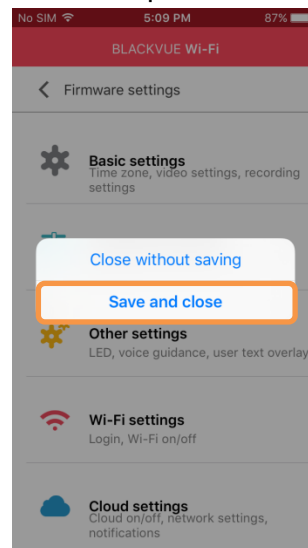 No SIM 5:09 PM 87%
BLACKVUE Wi-Fi
Firmware settings
Basic settings
Time zone, video settings, recording
settings
Close without saving
Save and close
Other settings
LED, voice guidance, user text overlay
Wi-Fi settings
Login, Wi-Fi on/off
Cloud settings
Cloud on/off, network settings,
notifications